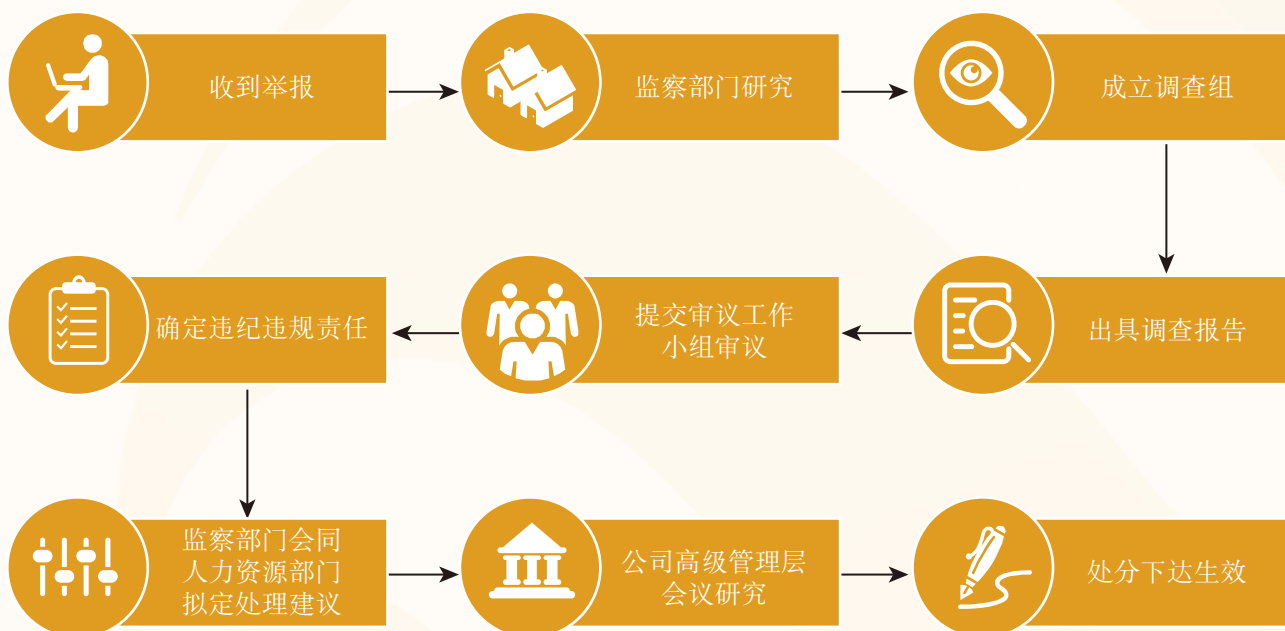 收到举报
监察部门研究
成立调查组
出具调查报告
提交审议工作
小组审议
确定违纪违规责任
监察部门会同
人力资源部门
拟定处理建议
公司高级管理层
会议研究
处分下达生效